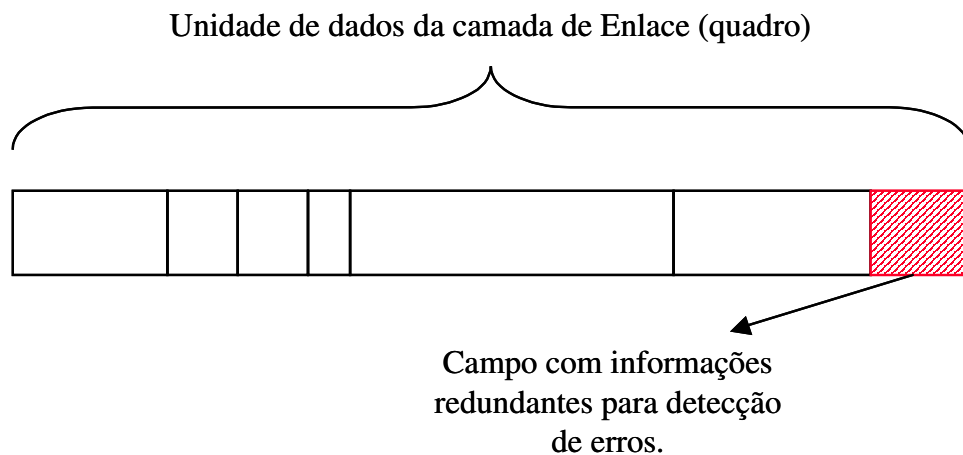 Unidade de dados da camada de Enlace (quadro)
Campo com informações
redundantes para detecção
de erros.